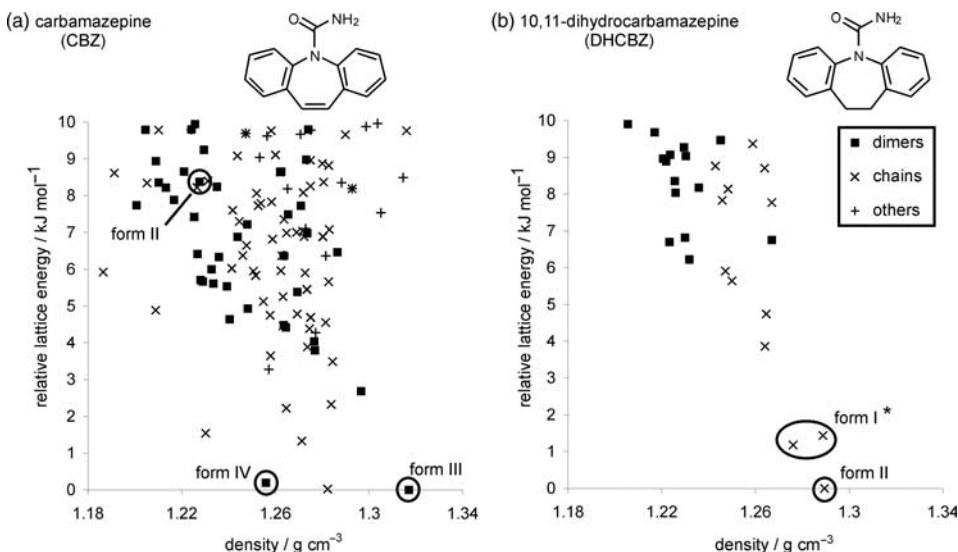 (a) carbamazepine
(CBZ)
O
NH2
N
relative lattice energy / kJ mol−1
10
9
8
7
6
5
4
3
2
1
0
form II
form IV
form III
1.18
1.22
1.26
1.3
1.34
density / g cm−3
(b) 10,11-dihydrocarbamazepine
(DHCBZ)
O
NH2
N
relative lattice energy / kJ mol−1
10
9
8
7
6
5
4
3
2
1
0
■ dimers
× chains
+ others
form I *
form II
1.18
1.22
1.26
1.3
1.34
density / g cm−3